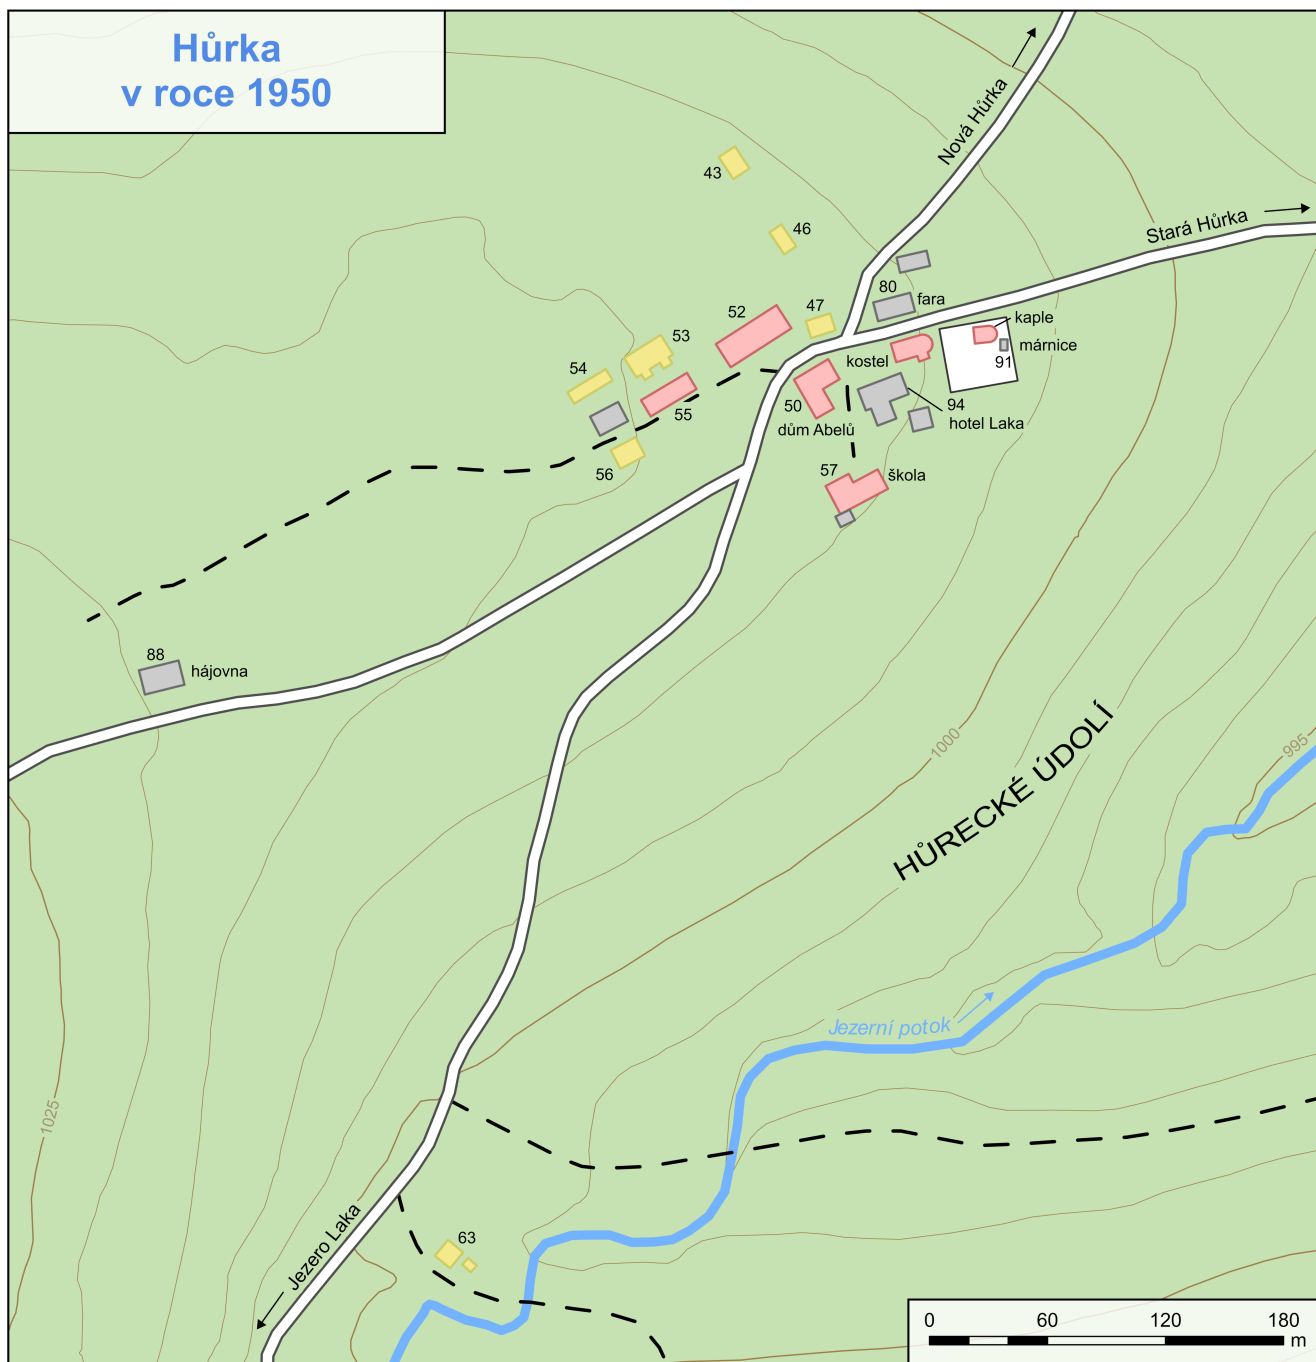 Hůrka
v roce 1950
Nová Hůrka
43
Stará Hůrka
46
80
fara
47
52
kaple
53
kostel
márnice
91
54
55
50
94
dům Abelů
hotel Laka
57
škola
56
88
hájovna
HŮRECKÉ ÚDOLÍ
1000
995
Jezerní potok
1025
Jezero Laka
63
0 60 120 180
m